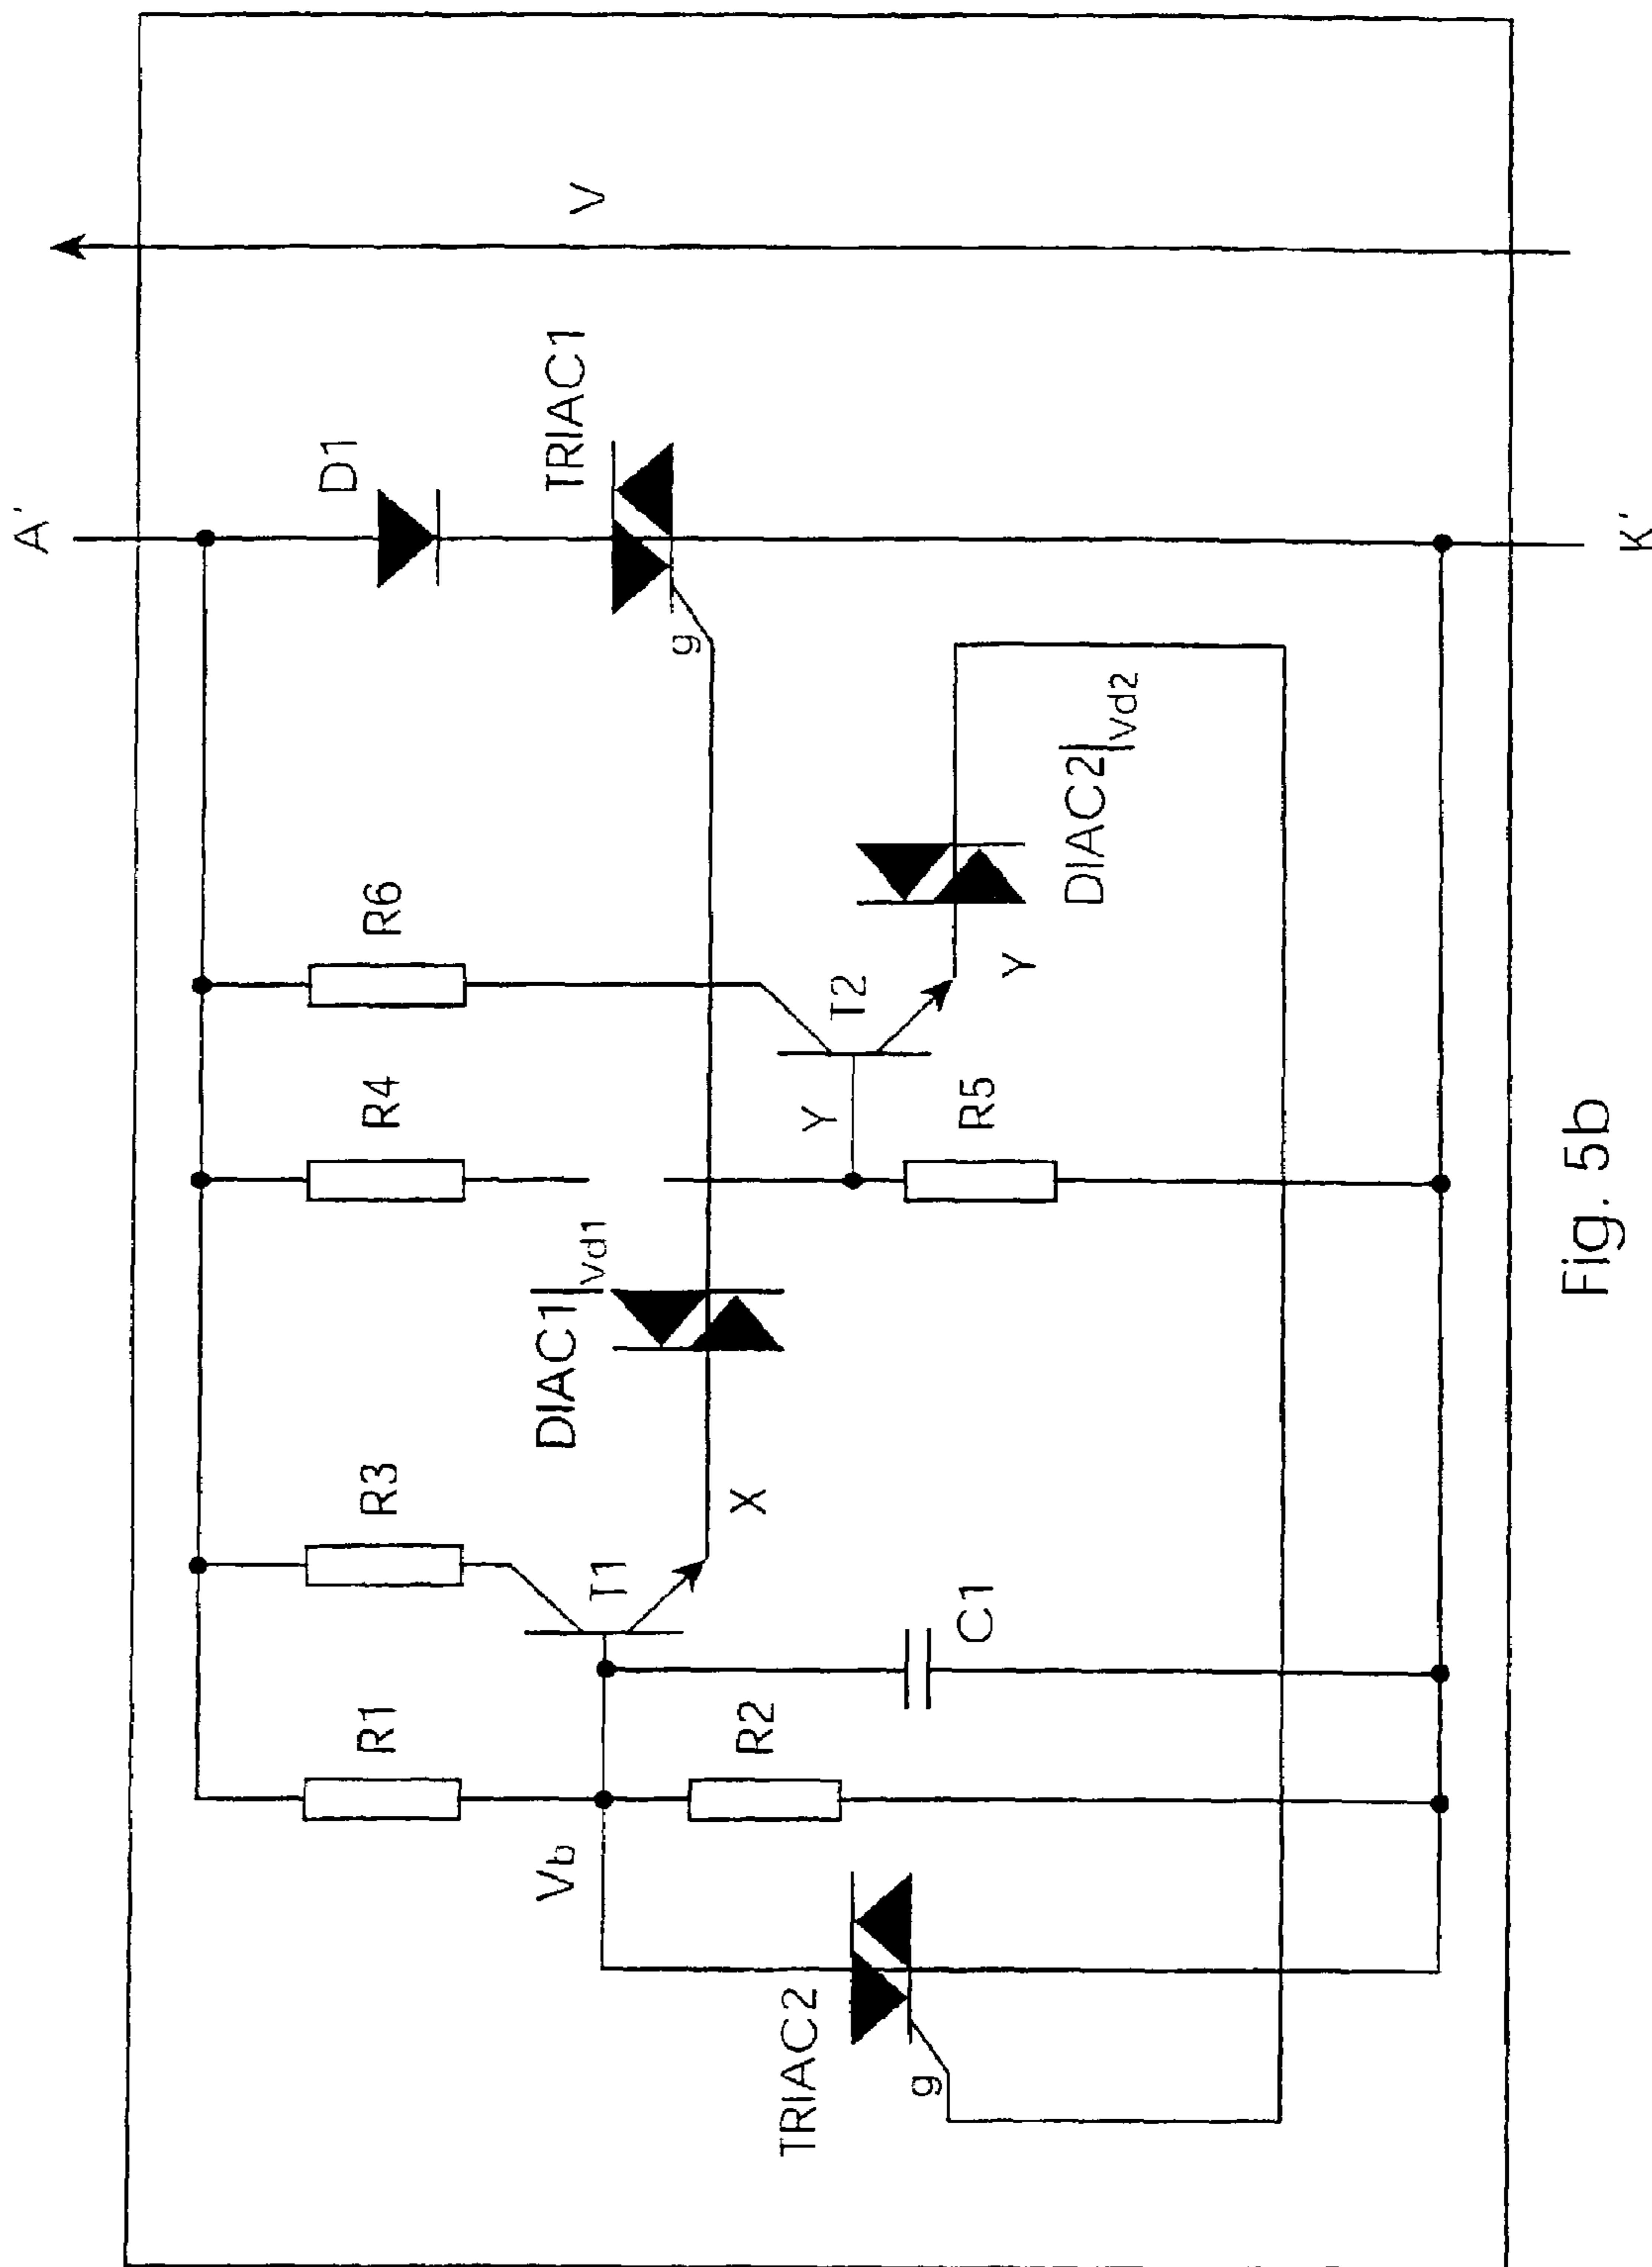 A'
V
D1
TRIAC1
R6
R4
R3
R1
DIAC1|Vd1
g
T2
Y
Y
DIAC2|Vd2
R5
T1
X
Vb
R2
C1
TRIAC2
g
K'
Fig. 5b